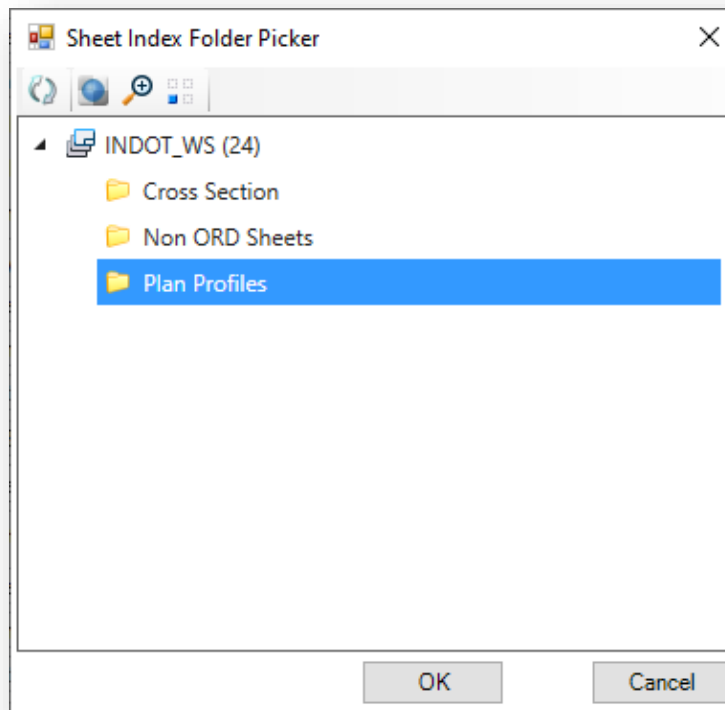 Sheet Index Folder Picker
INDOT_WS (24)
Cross Section
Non ORD Sheets
Plan Profiles
OK Cancel